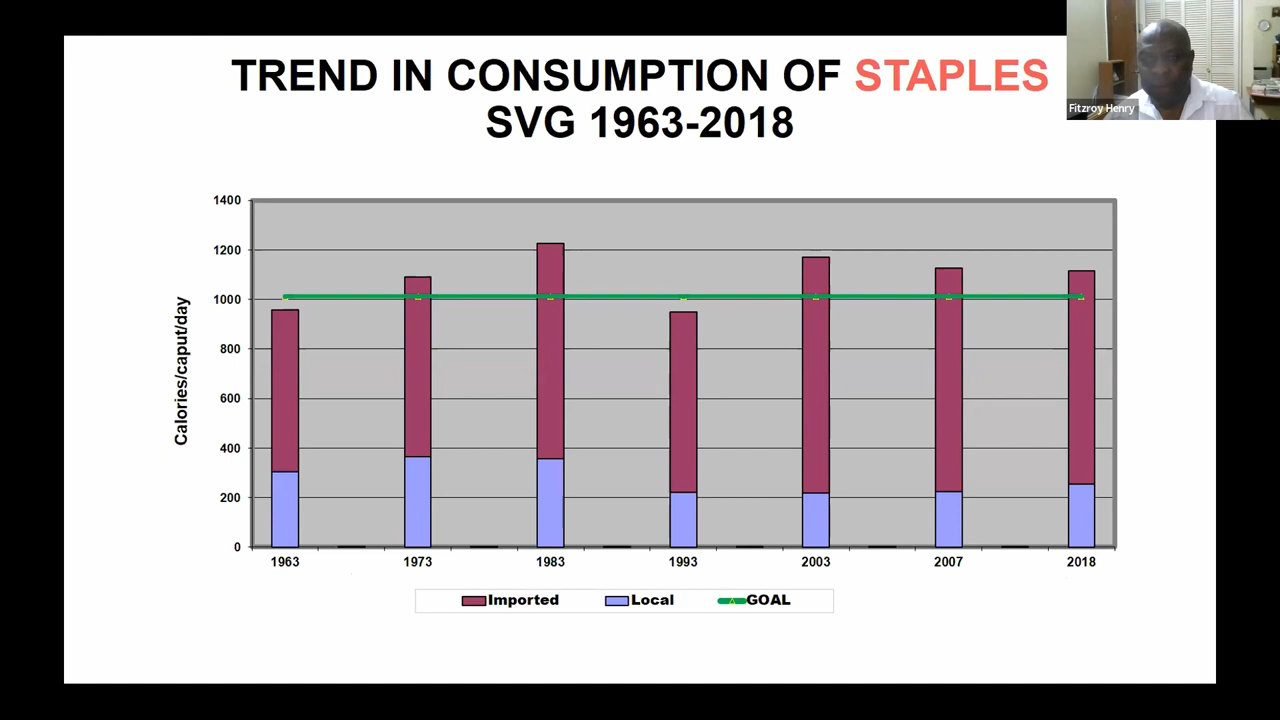 TREND IN CONSUMPTION OF STAPLES
SVG 1963-2018
Fitzroy Henry
Calories/caput/day
1400
1200
1000
800
600
400
200
0
1963 1973 1983 1993 2003 2007 2018
Imported Local GOAL